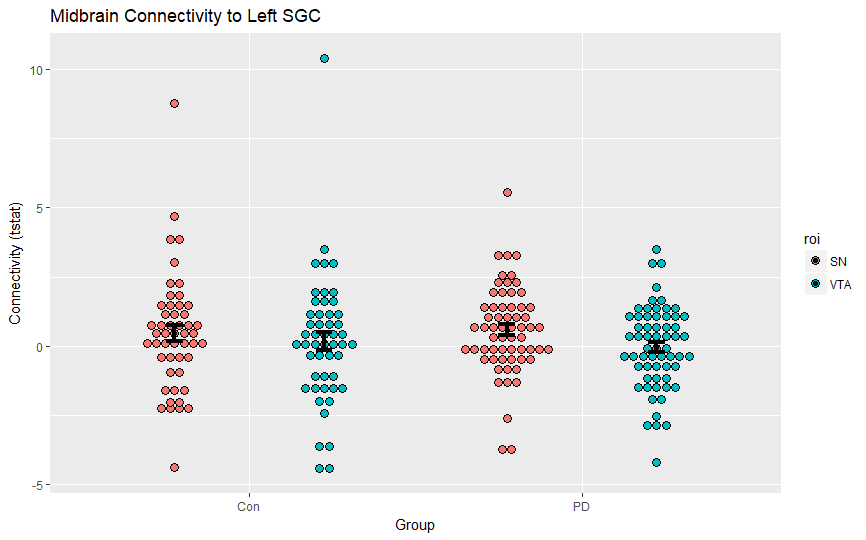 Midbrain Connectivity to Left SGC
10
5
0
-5
Connectivity (tstat)
Con
PD
Group
roi
SN
VTA